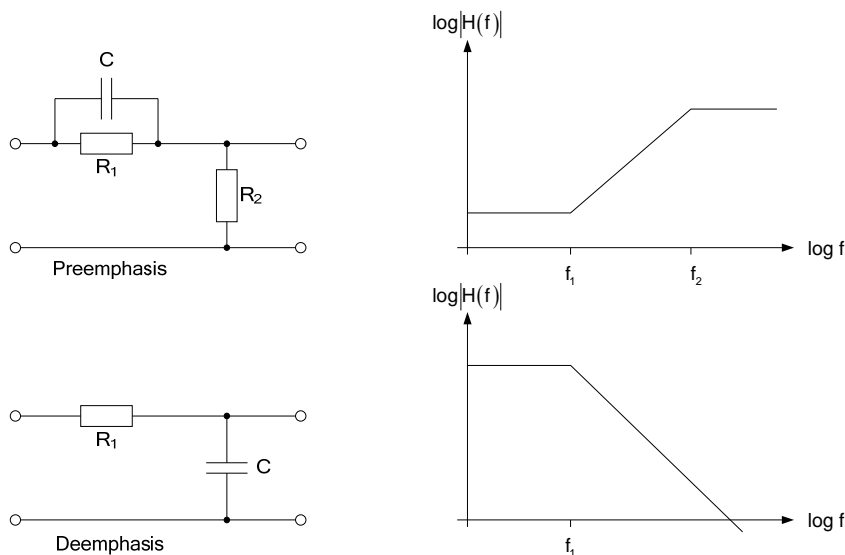 C
R₁
R₂
Preemphasis
log|H(f)|
log f
f₁
f₂
R₁
C
Deemphasis
log|H(f)|
log f
f₁